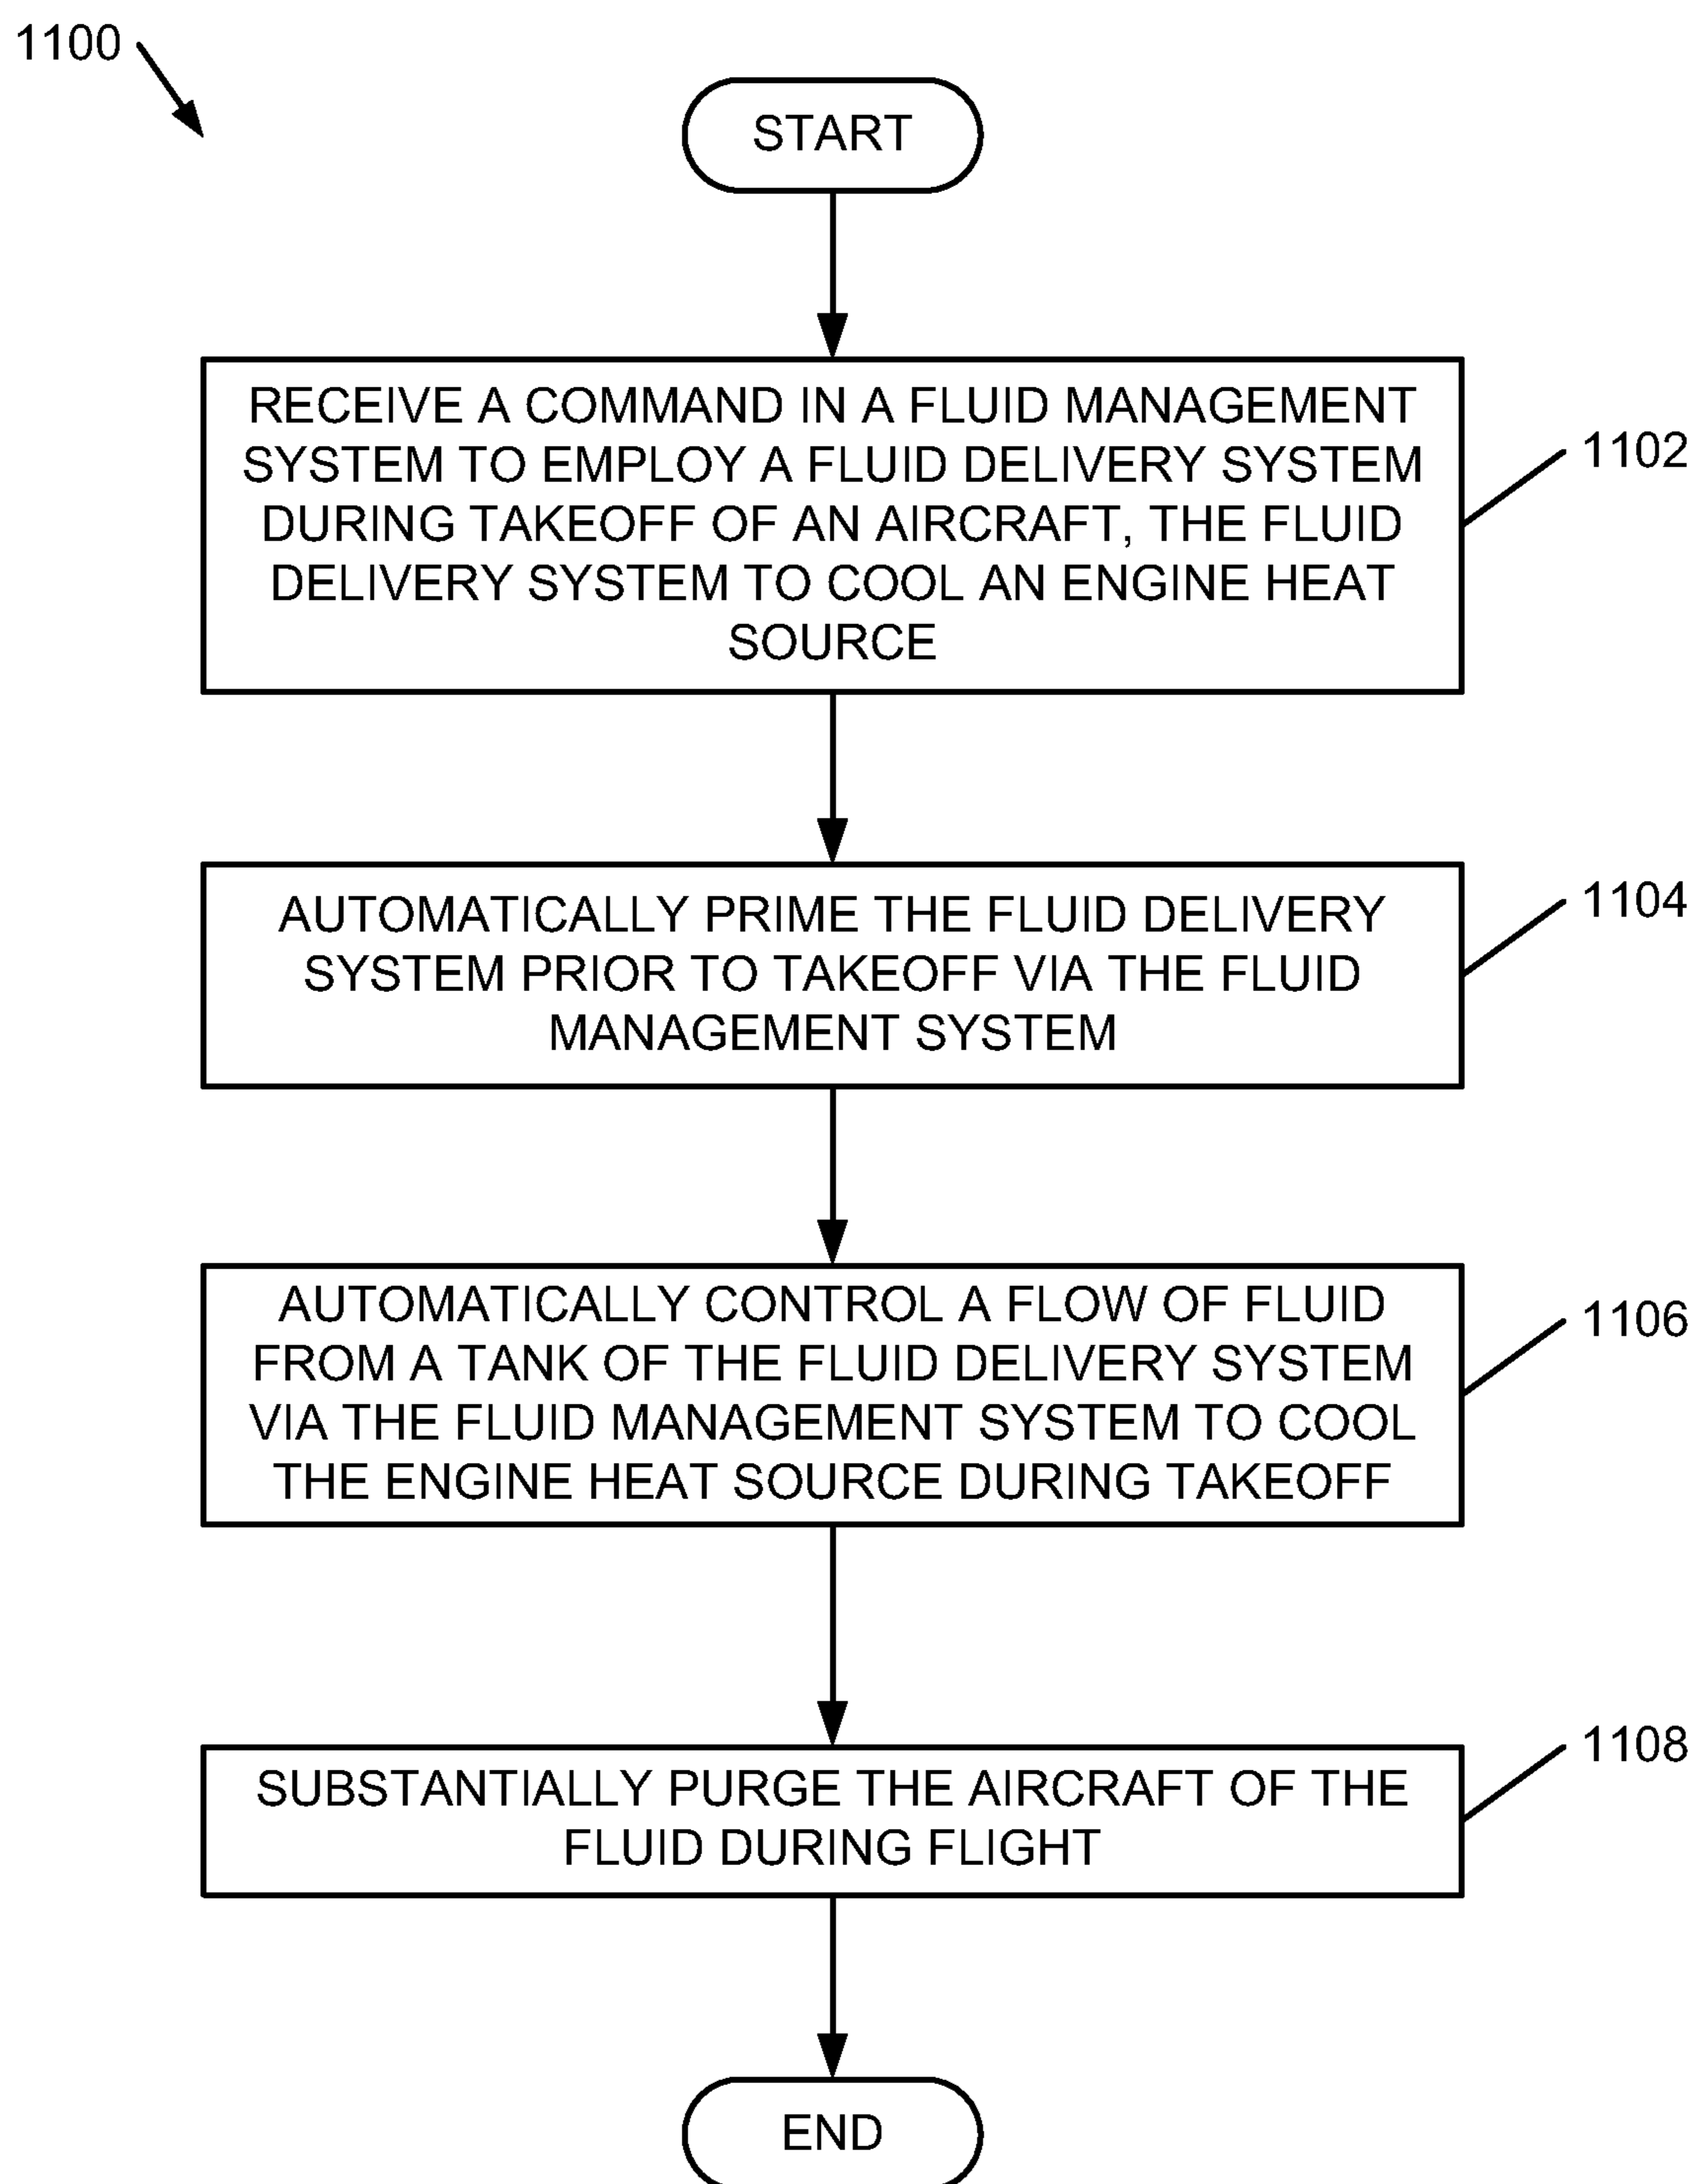 1100
START
RECEIVE A COMMAND IN A FLUID MANAGEMENT
SYSTEM TO EMPLOY A FLUID DELIVERY SYSTEM
DURING TAKEOFF OF AN AIRCRAFT, THE FLUID
DELIVERY SYSTEM TO COOL AN ENGINE HEAT
SOURCE
1102
AUTOMATICALLY PRIME THE FLUID DELIVERY
SYSTEM PRIOR TO TAKEOFF VIA THE FLUID
MANAGEMENT SYSTEM
1104
AUTOMATICALLY CONTROL A FLOW OF FLUID
FROM A TANK OF THE FLUID DELIVERY SYSTEM
VIA THE FLUID MANAGEMENT SYSTEM TO COOL
THE ENGINE HEAT SOURCE DURING TAKEOFF
1106
SUBSTANTIALLY PURGE THE AIRCRAFT OF THE
FLUID DURING FLIGHT
1108
END